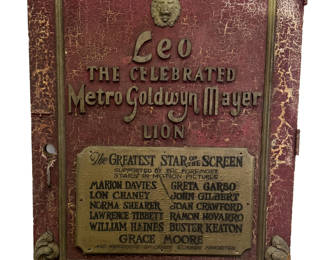 Leo
THE CELEBRATED
Metro Goldwyn Mayer
LION
The GREATEST STAR OF THE SCREEN
SUPPORTED BY THE FOREMOST
STARS IN MOTION PICTURES
MARION DAVIES GRETA GARBO
LON CHANEY JOHN GILBERT
NORMA SHEARER JOAN CRAWFORD
LAWRENCE TIBBETT RAMON NOVARRO
WILLIAM HAINES BUSTER KEATON
GRACE MOORE